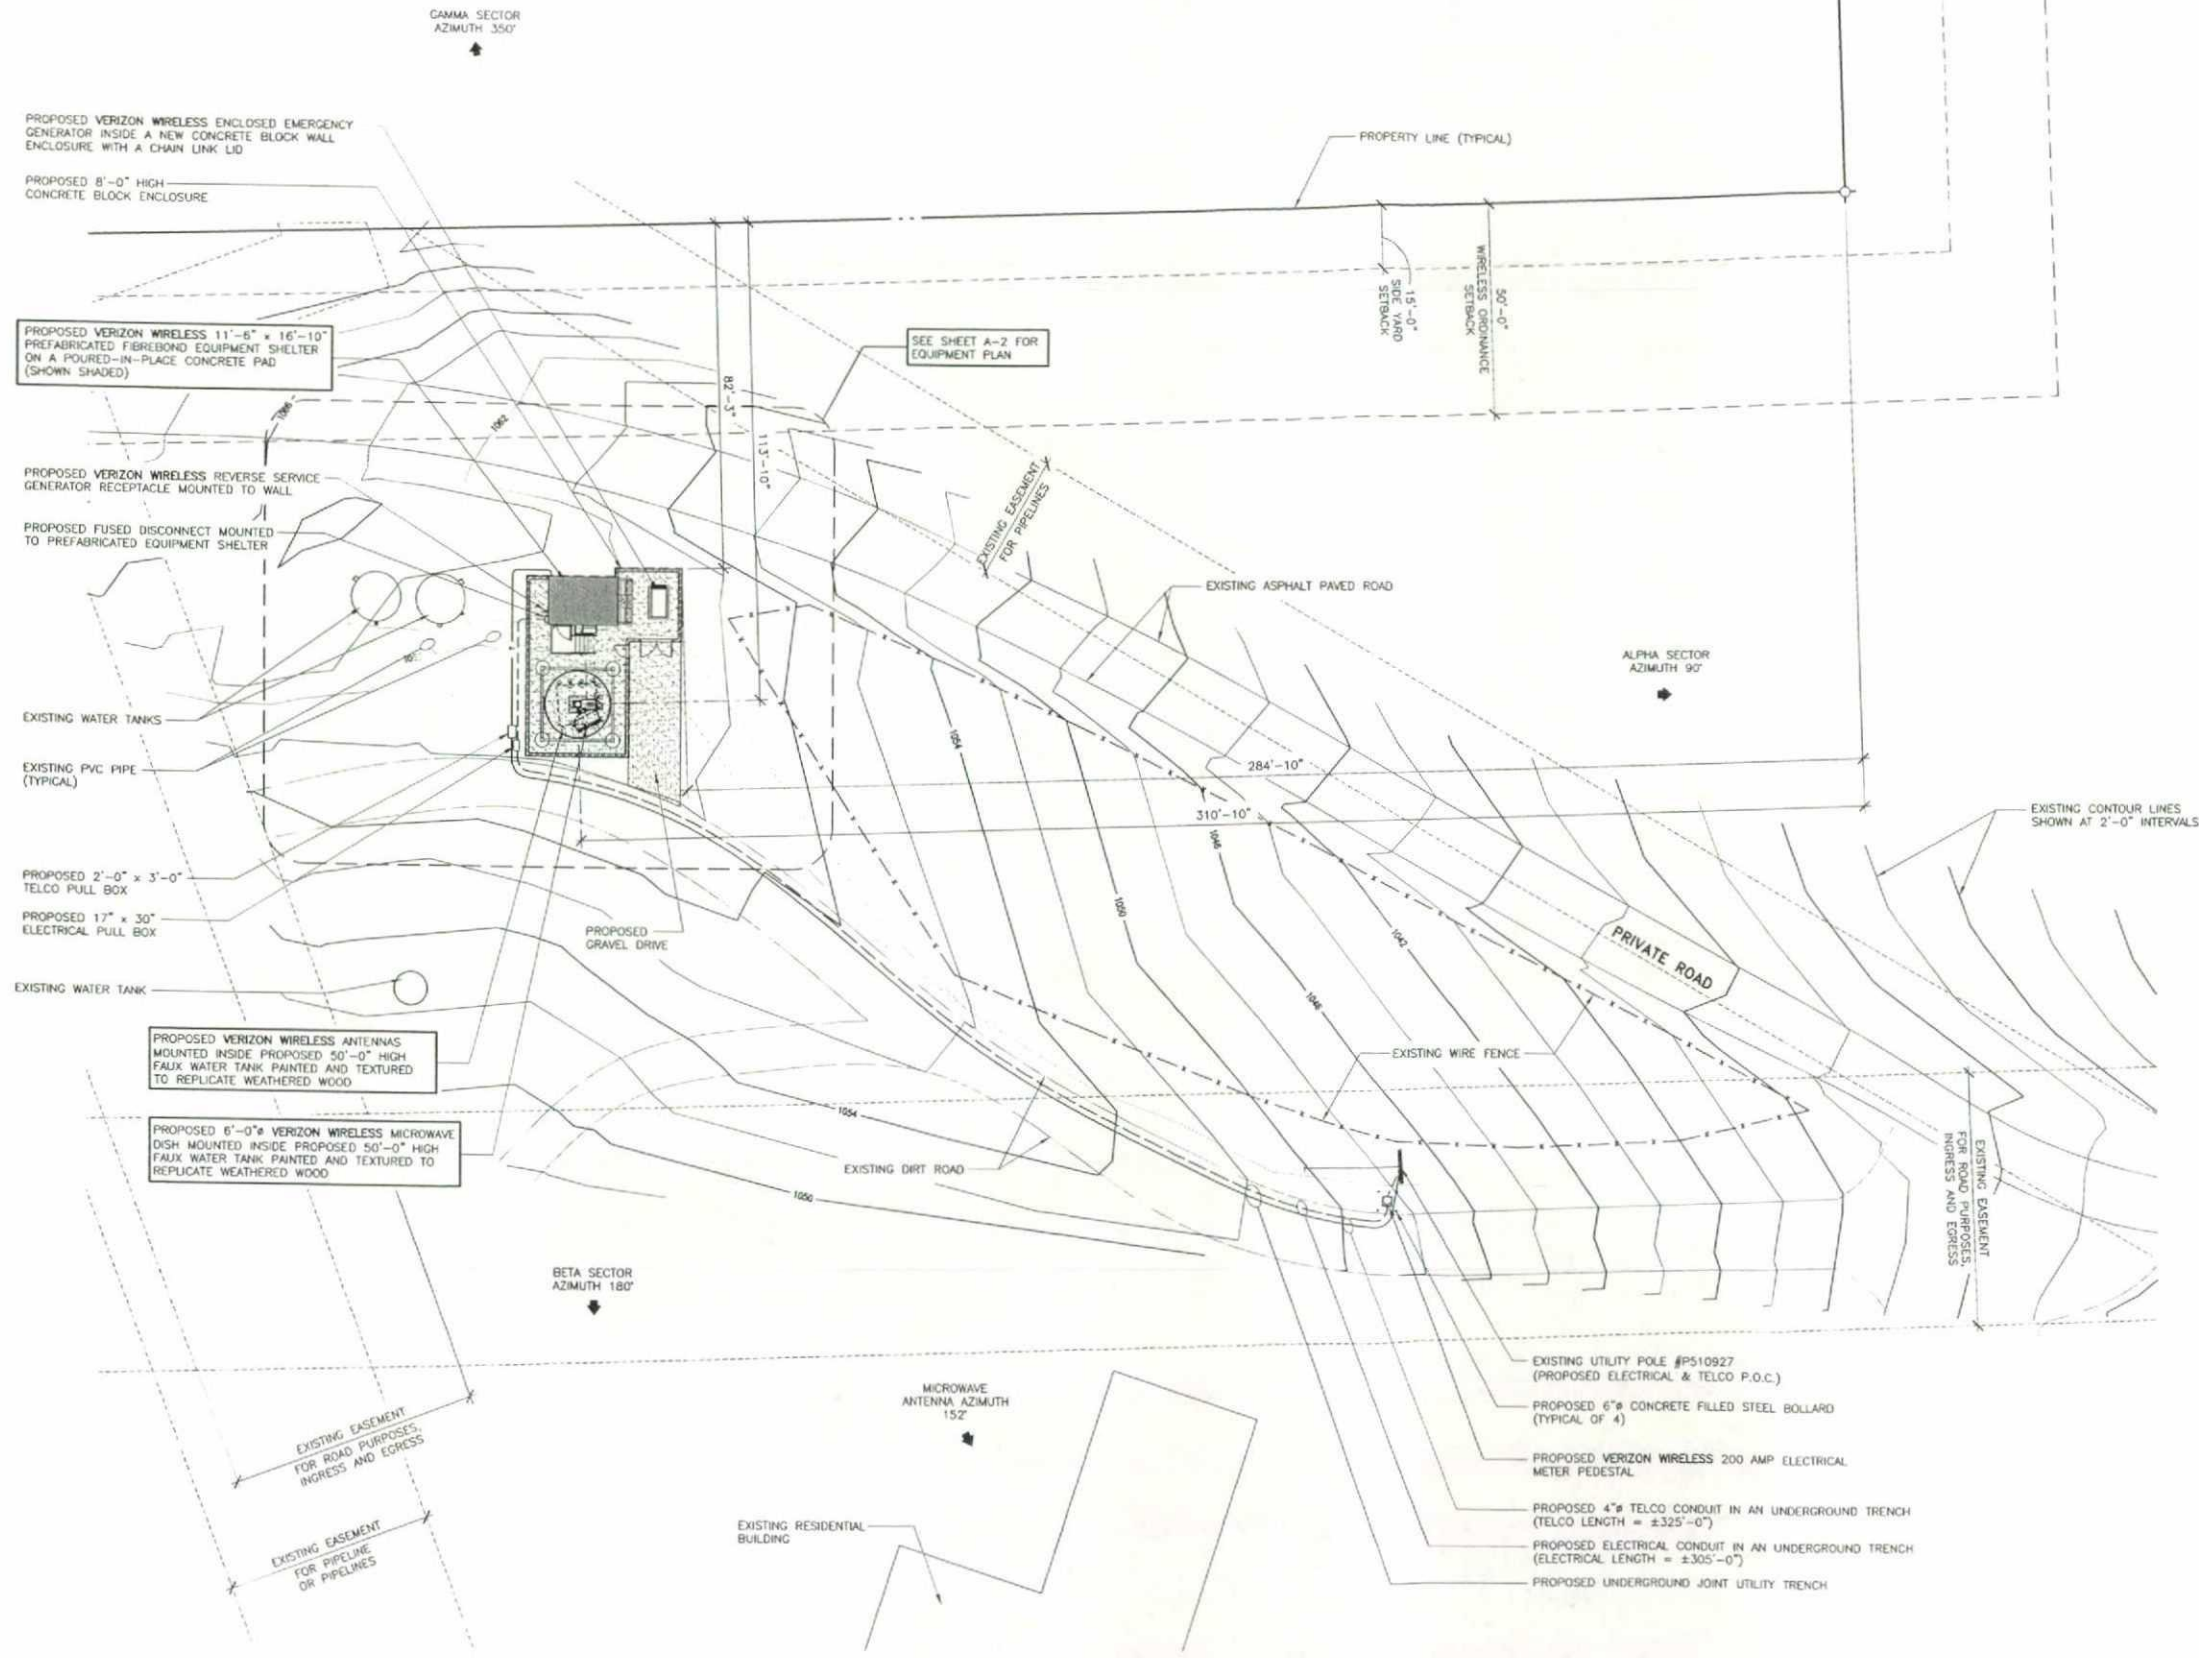 GAMMA SECTOR
AZIMUTH 350°
PROPOSED VERIZON WIRELESS ENCLOSED EMERGENCY
GENERATOR INSIDE A NEW CONCRETE BLOCK WALL
ENCLOSURE WITH A CHAIN LINK LID
PROPERTY LINE (TYPICAL)
PROPOSED 8'-0" HIGH
CONCRETE BLOCK ENCLOSURE
15'-0"
SIDE YARD
SETBACK
50'-0"
WIRELESS ORDINANCE
SETBACK
PROPOSED VERIZON WIRELESS 11'-6" x 16'-10"
PREFABRICATED FIBREBOND EQUIPMENT SHELTER
ON A POURED-IN-PLACE CONCRETE PAD
(SHOWN SHADED)
SEE SHEET A-2 FOR
EQUIPMENT PLAN
82'-3"
113'-10"
1066
1062
PROPOSED VERIZON WIRELESS REVERSE SERVICE
GENERATOR RECEPTACLE MOUNTED TO WALL
EXISTING EASEMENT
FOR PIPELINES
PROPOSED FUSED DISCONNECT MOUNTED
TO PREFABRICATED EQUIPMENT SHELTER
EXISTING ASPHALT PAVED ROAD
ALPHA SECTOR
AZIMUTH 90°
EXISTING WATER TANKS
1054
EXISTING PVC PIPE
(TYPICAL)
284'-10"
310'-10"
1046
EXISTING CONTOUR LINES
SHOWN AT 2'-0" INTERVALS
PROPOSED 2'-0" x 3'-0"
TELCO PULL BOX
PROPOSED 17" x 30"
ELECTRICAL PULL BOX
1050
1042
PROPOSED
GRAVEL DRIVE
PRIVATE ROAD
EXISTING WATER TANK
1046
PROPOSED VERIZON WIRELESS ANTENNAS
MOUNTED INSIDE PROPOSED 50'-0" HIGH
FAUX WATER TANK PAINTED AND TEXTURED
TO REPLICATE WEATHERED WOOD
EXISTING WIRE FENCE
1054
PROPOSED 6'-0"ø VERIZON WIRELESS MICROWAVE
DISH MOUNTED INSIDE PROPOSED 50'-0" HIGH
FAUX WATER TANK PAINTED AND TEXTURED TO
REPLICATE WEATHERED WOOD
EXISTING DIRT ROAD
1050
EXISTING EASEMENT
FOR ROAD PURPOSES,
INGRESS AND EGRESS
BETA SECTOR
AZIMUTH 180°
MICROWAVE
ANTENNA AZIMUTH
152°
EXISTING UTILITY POLE #P510927
(PROPOSED ELECTRICAL & TELCO P.O.C.)
PROPOSED 6"ø CONCRETE FILLED STEEL BOLLARD
(TYPICAL OF 4)
EXISTING EASEMENT
FOR ROAD PURPOSES,
INGRESS AND EGRESS
PROPOSED VERIZON WIRELESS 200 AMP ELECTRICAL
METER PEDESTAL
PROPOSED 4"ø TELCO CONDUIT IN AN UNDERGROUND TRENCH
(TELCO LENGTH = ±325'-0")
EXISTING RESIDENTIAL
BUILDING
EXISTING EASEMENT
FOR PIPELINE
OR PIPELINES
PROPOSED ELECTRICAL CONDUIT IN AN UNDERGROUND TRENCH
(ELECTRICAL LENGTH = ±305'-0")
PROPOSED UNDERGROUND JOINT UTILITY TRENCH